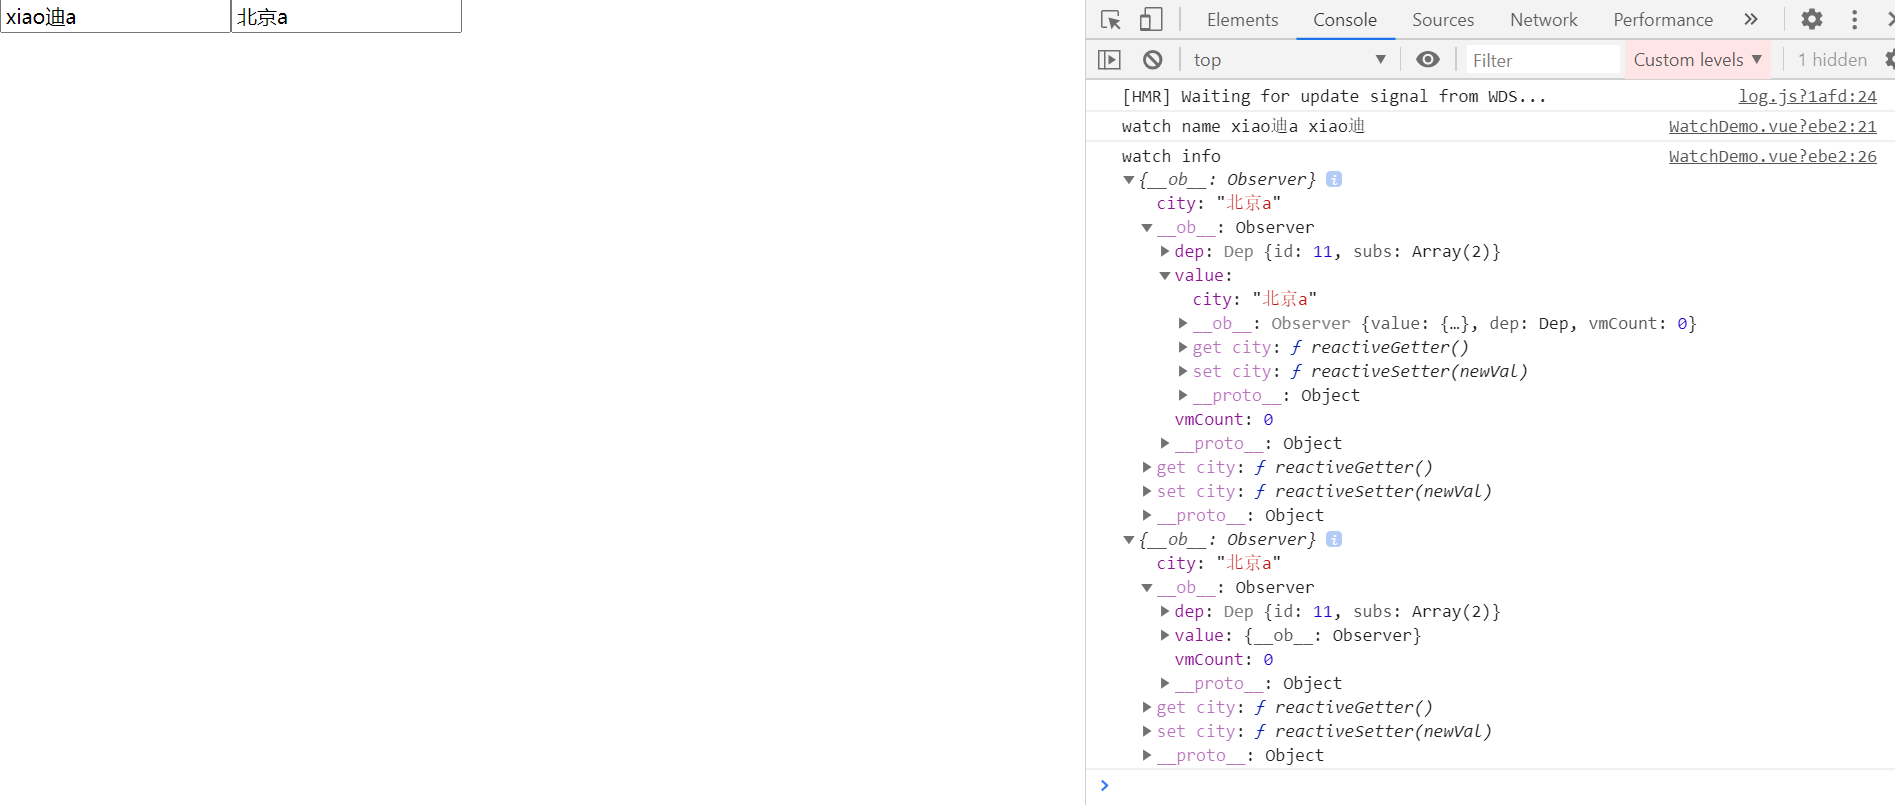 xiao迪a 北京a
Elements Console Sources Network Performance »
top Filter Custom levels 1 hidden
[HMR] Waiting for update signal from WDS... log.js?1afd:24
watch name xiao迪a xiao迪 WatchDemo.vue?ebe2:21
watch info WatchDemo.vue?ebe2:26
{__ob__: Observer} i
city: "北京a"
__ob__: Observer
dep: Dep {id: 11, subs: Array(2)}
value:
city: "北京a"
__ob__: Observer {value: {…}, dep: Dep, vmCount: 0}
get city: ƒ reactiveGetter()
set city: ƒ reactiveSetter(newVal)
__proto__: Object
vmCount: 0
__proto__: Object
get city: ƒ reactiveGetter()
set city: ƒ reactiveSetter(newVal)
__proto__: Object
{__ob__: Observer} i
city: "北京a"
__ob__: Observer
dep: Dep {id: 11, subs: Array(2)}
value: {__ob__: Observer}
vmCount: 0
__proto__: Object
get city: ƒ reactiveGetter()
set city: ƒ reactiveSetter(newVal)
__proto__: Object